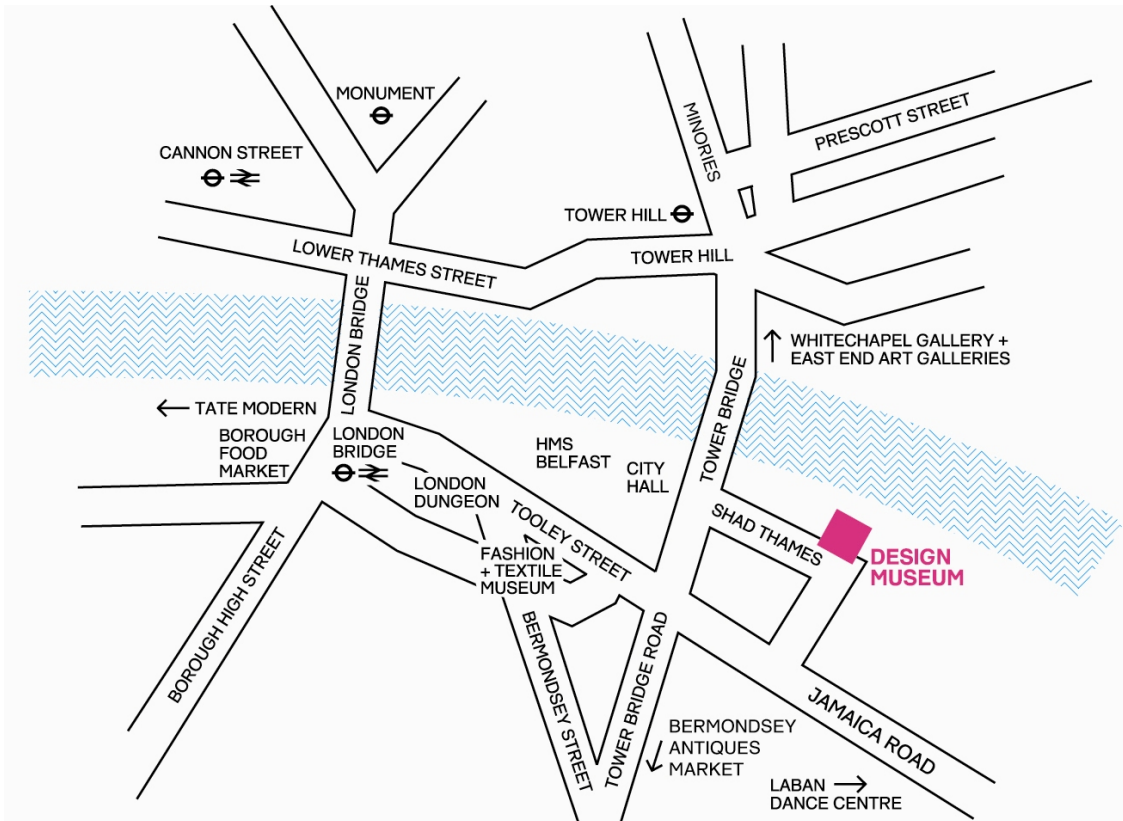 MONUMENT
CANNON STREET
MINORIES
PRESCOTT STREET
TOWER HILL
TOWER HILL
LOWER THAMES STREET
LONDON BRIDGE
WHITECHAPEL GALLERY +
EAST END ART GALLERIES
TOWER BRIDGE
TATE MODERN
BOROUGH
FOOD
MARKET
LONDON
BRIDGE
HMS
BELFAST
CITY
HALL
LONDON
DUNGEON
TOOLEY STREET
SHAD THAMES
DESIGN
MUSEUM
FASHION
+ TEXTILE
MUSEUM
BOROUGH HIGH STREET
BERMONDSEY STREET
TOWER BRIDGE ROAD
JAMAICA ROAD
BERMONDSEY
ANTIQUES
MARKET
LABAN
DANCE CENTRE